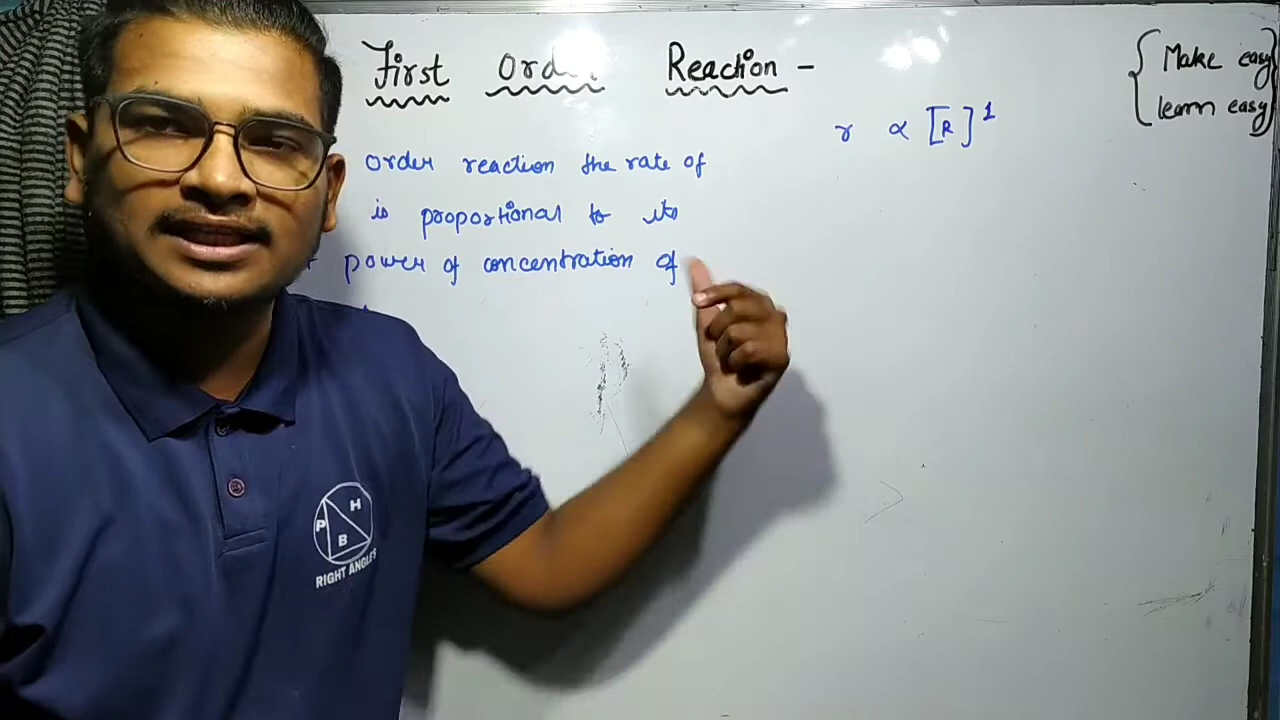 First Ord Reaction -
r ∝ [R]¹
{ Make easy
learn easy }
order reaction the rate of
is proportional to its
power of concentration of
P H
B
RIGHT ANGLES